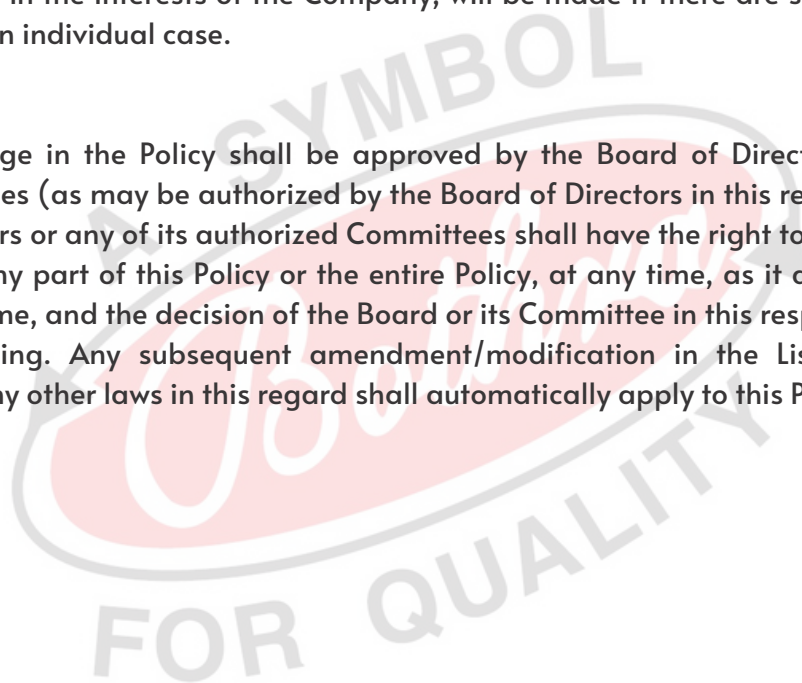 in the interests of the Company, will be made if there are s
n individual case.
ge in the Policy shall be approved by the Board of Direct
es (as may be authorized by the Board of Directors in this re
rs or any of its authorized Committees shall have the right to
ny part of this Policy or the entire Policy, at any time, as it d
me, and the decision of the Board or its Committee in this resp
ing. Any subsequent amendment/modification in the Lis
ny other laws in this regard shall automatically apply to this P
A SYMBOL
Bothra
FOR QUALITY